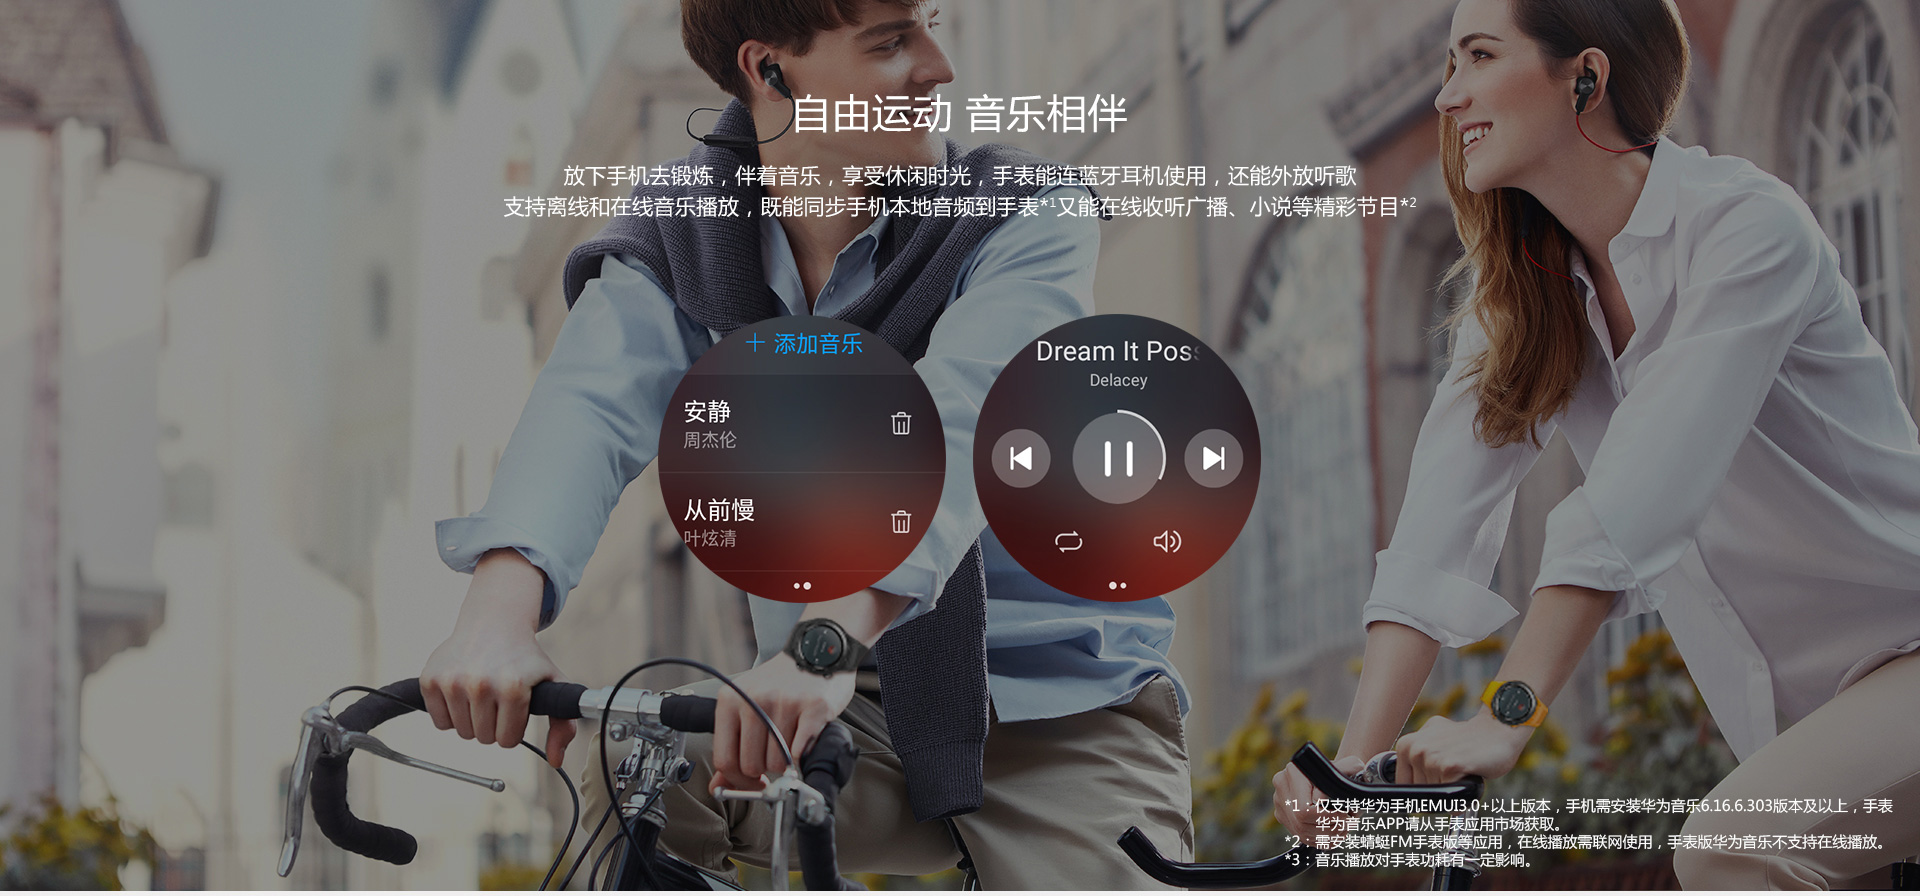 自由运动 音乐相伴
放下手机去锻炼，伴着音乐，享受休闲时光，手表能连蓝牙耳机使用，还能外放听歌
支持离线和在线音乐播放，既能同步手机本地音频到手表*1又能在线收听广播、小说等精彩节目*2
+ 添加音乐
安静
周杰伦
从前慢
叶炫清
Dream It Pos
Delacey
*1：仅支持华为手机EMUI3.0+以上版本，手机需安装华为音乐6.16.6.303版本及以上，手表
华为音乐APP请从手表应用市场获取。
*2：需安装蜻蜓FM手表版等应用，在线播放需联网使用，手表版华为音乐不支持在线播放。
*3：音乐播放对手表功耗有一定影响。